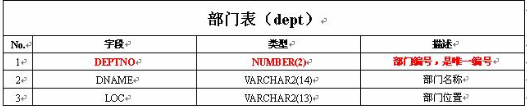 部门表（dept）
No. 字段 类型 描述
1 DEPTNO NUMBER(2) 部门编号，是唯一编号
2 DNAME VARCHAR2(14) 部门名称
3 LOC VARCHAR2(13) 部门位置